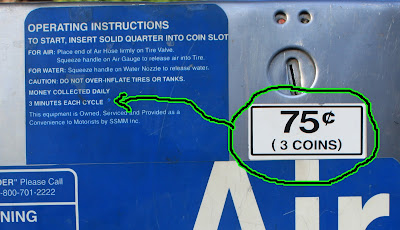 OPERATING INSTRUCTIONS
TO START, INSERT SOLID QUARTER INTO COIN SLOT
FOR AIR: Place end of Air Hose firmly on Tire Valve.
Squeeze handle on Air Gauge to release air into Tire.
FOR WATER: Squeeze handle on Water Nozzle to release water.
CAUTION: DO NOT OVER-INFLATE TIRES OR TANKS.
MONEY COLLECTED DAILY
3 MINUTES EACH CYCLE
This equipment is Owned, Serviced and Provided as a
Convenience to Motorists by SSMM inc.
75¢
(3 COINS)
DER" Please Call
-800-701-2222
NING
Air